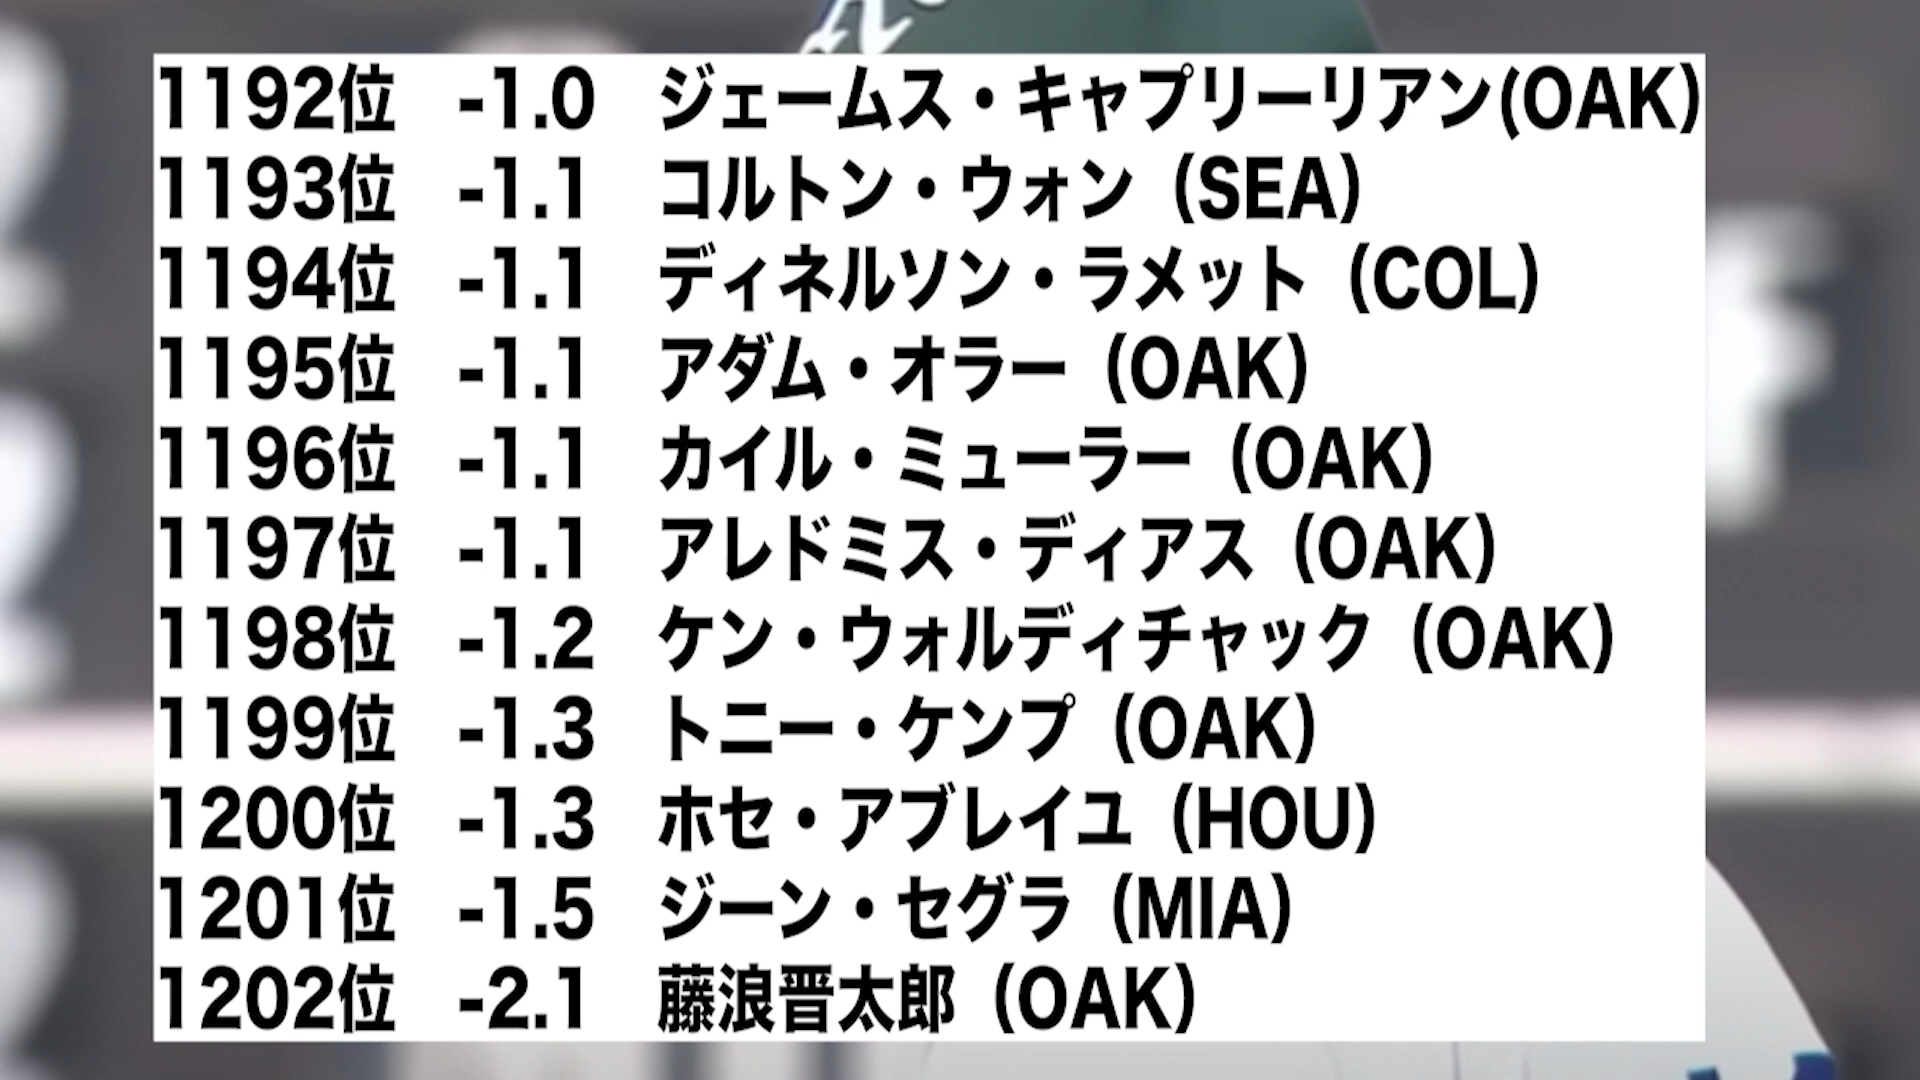 1192位 -1.0 ジェームス・キャプリーリアン(OAK)
1193位 -1.1 コルトン・ウォン（SEA）
1194位 -1.1 ディネルソン・ラメット（COL）
1195位 -1.1 アダム・オラー（OAK）
1196位 -1.1 カイル・ミューラー（OAK）
1197位 -1.1 アレドミス・ディアス（OAK）
1198位 -1.2 ケン・ウォルディチャック（OAK）
1199位 -1.3 トニー・ケンプ（OAK）
1200位 -1.3 ホセ・アブレイユ（HOU）
1201位 -1.5 ジーン・セグラ（MIA）
1202位 -2.1 藤浪晋太郎（OAK）